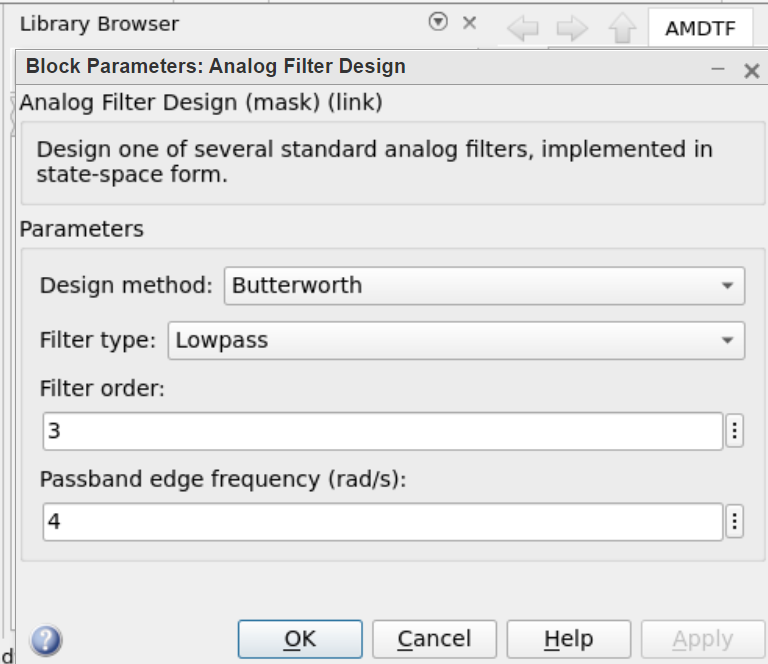 Library Browser
AMDTF
Block Parameters: Analog Filter Design
Analog Filter Design (mask) (link)
Design one of several standard analog filters, implemented in
state-space form.
Parameters
Design method: Butterworth
Filter type: Lowpass
Filter order:
3
Passband edge frequency (rad/s):
4
OK Cancel Help Apply